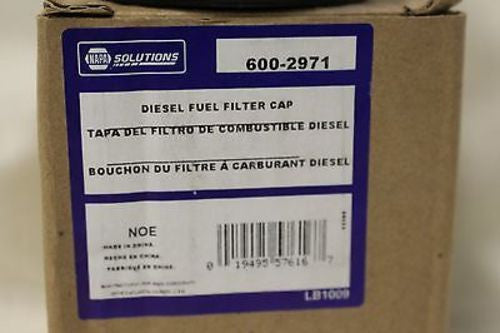 NAPA SOLUTIONS
600-2971
DIESEL FUEL FILTER CAP
TAPA DEL FILTRO DE COMBUSTIBLE DIESEL
BOUCHON DU FILTRE À CARBURANT DIESEL
NOE
MADE IN CHINA.
HECHO EN CHINA.
FABRIQUÉ EN CHINE.
0 19495 57616 7
LB1009